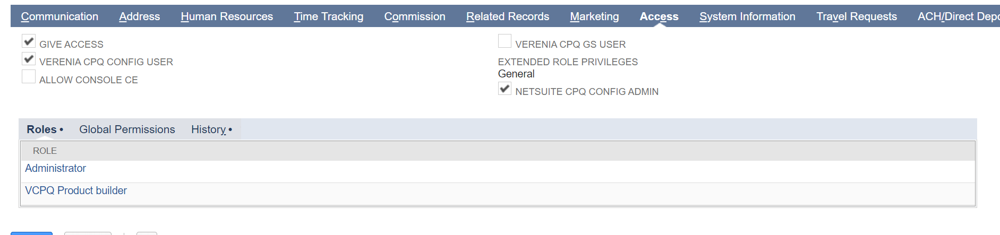 Communication Address Human Resources Time Tracking Commission Related Records Marketing Access System Information Travel Requests ACH/Direct Depo
GIVE ACCESS
VERENIA CPQ CONFIG USER
ALLOW CONSOLE CE
VERENIA CPQ GS USER
EXTENDED ROLE PRIVILEGES
General
NETSUITE CPQ CONFIG ADMIN
Roles • Global Permissions History •
ROLE
Administrator
VCPQ Product builder